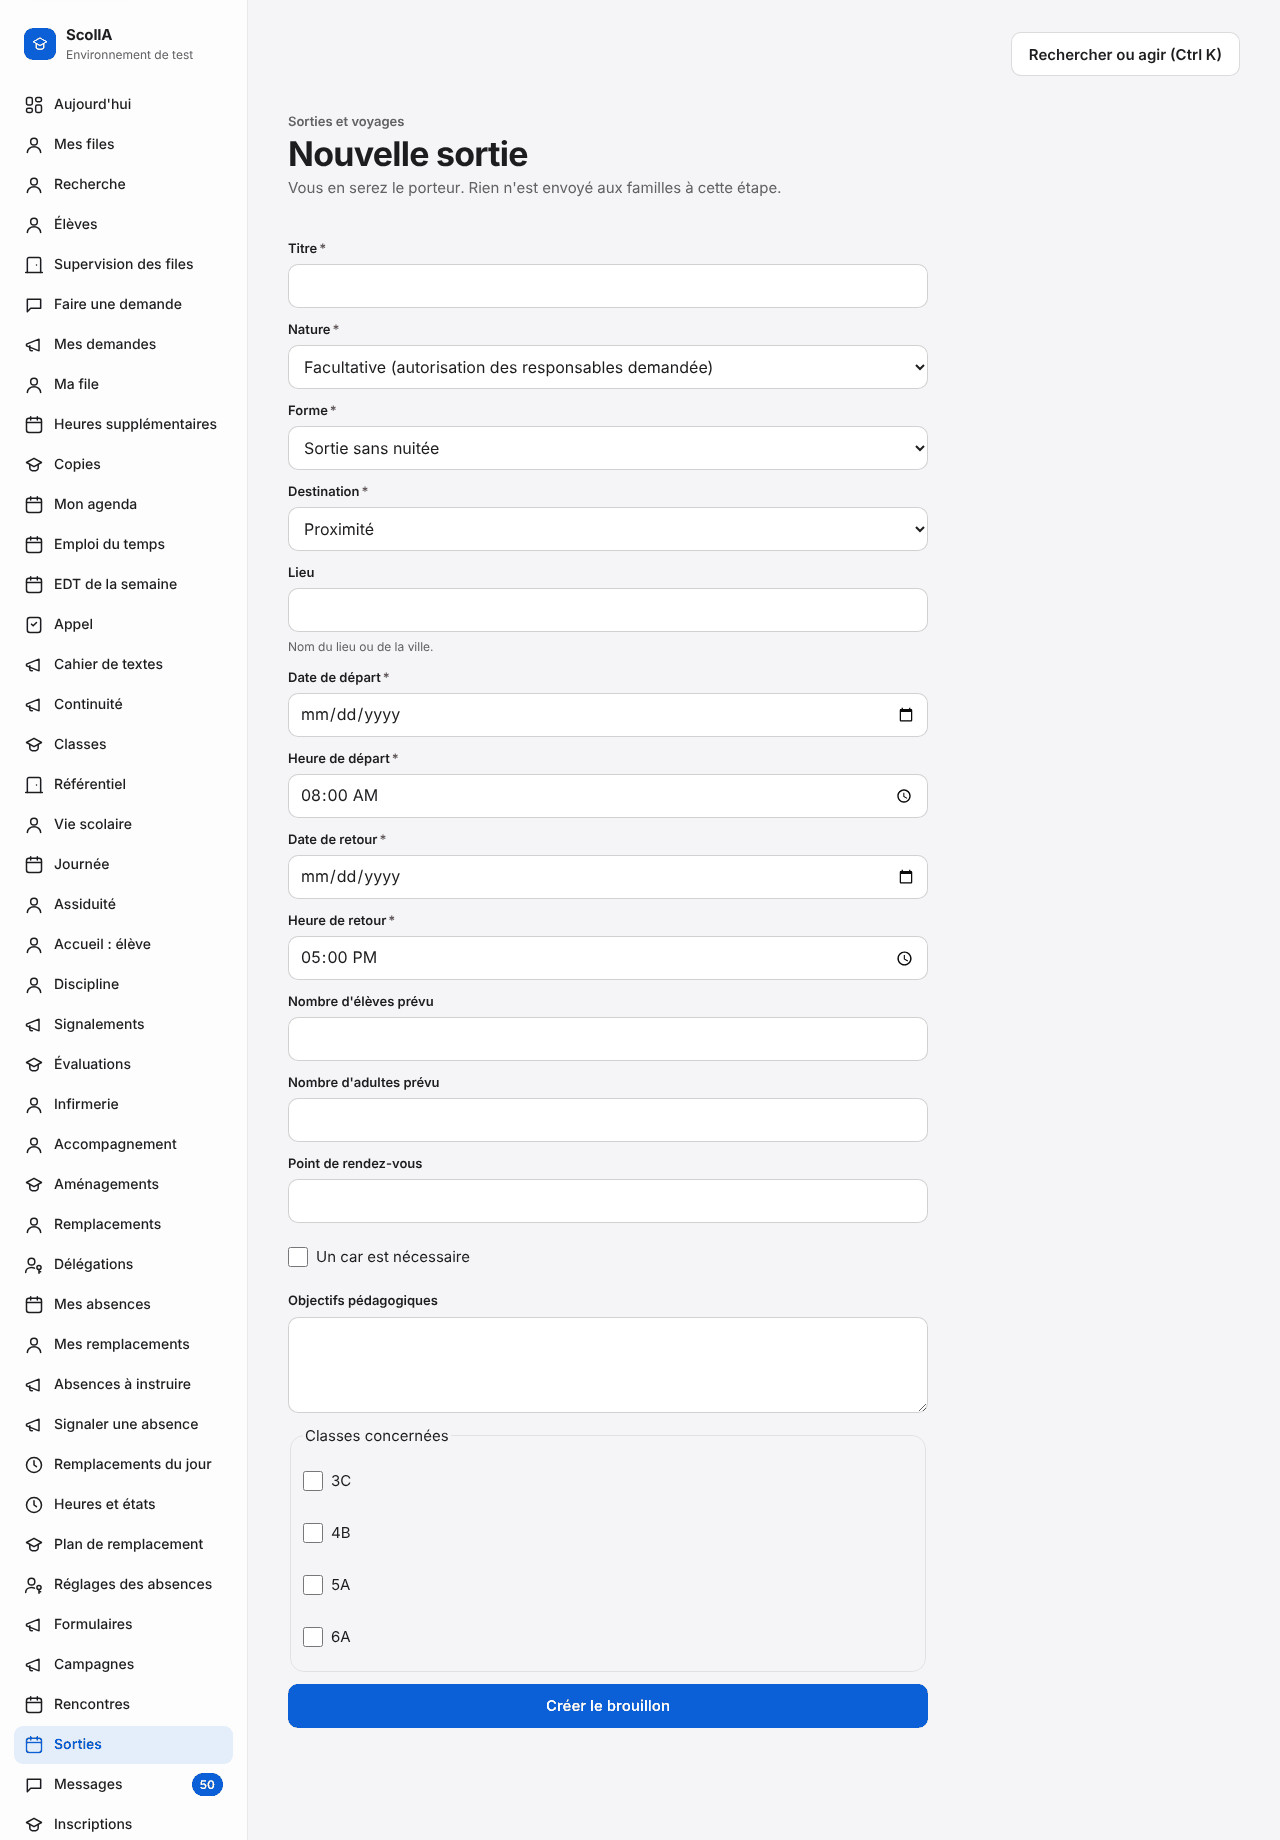 ScolIA
Environnement de test
Aujourd'hui
Mes files
Recherche
Élèves
Supervision des files
Faire une demande
Mes demandes
Ma file
Heures supplémentaires
Copies
Mon agenda
Emploi du temps
EDT de la semaine
Appel
Cahier de textes
Continuité
Classes
Référentiel
Vie scolaire
Journée
Assiduité
Accueil : élève
Discipline
Signalements
Évaluations
Infirmerie
Accompagnement
Aménagements
Remplacements
Délégations
Mes absences
Mes remplacements
Absences à instruire
Signaler une absence
Remplacements du jour
Heures et états
Plan de remplacement
Réglages des absences
Formulaires
Campagnes
Rencontres
Sorties
Messages 50
Inscriptions
Rechercher ou agir (Ctrl K)
Sorties et voyages
Nouvelle sortie
Vous en serez le porteur. Rien n'est envoyé aux familles à cette étape.
Titre *
Nature *
Facultative (autorisation des responsables demandée)
Forme *
Sortie sans nuitée
Destination *
Proximité
Lieu
Nom du lieu ou de la ville.
Date de départ *
mm/dd/yyyy
Heure de départ *
08:00 AM
Date de retour *
mm/dd/yyyy
Heure de retour *
05:00 PM
Nombre d'élèves prévu
Nombre d'adultes prévu
Point de rendez-vous
Un car est nécessaire
Objectifs pédagogiques
Classes concernées
3C
4B
5A
6A
Créer le brouillon